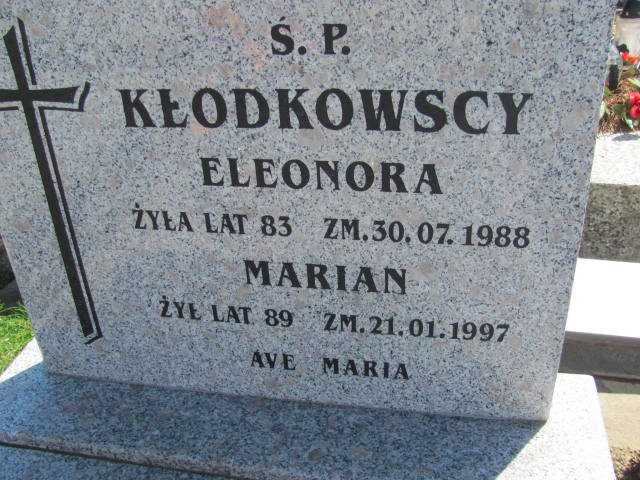 Ś. P.
KŁODKOWSCY
ELEONORA
ŻYŁA LAT 83 ZM. 30. 07. 1988
MARIAN
ŻYŁ LAT 89 ZM. 21. 01. 1997
AVE MARIA